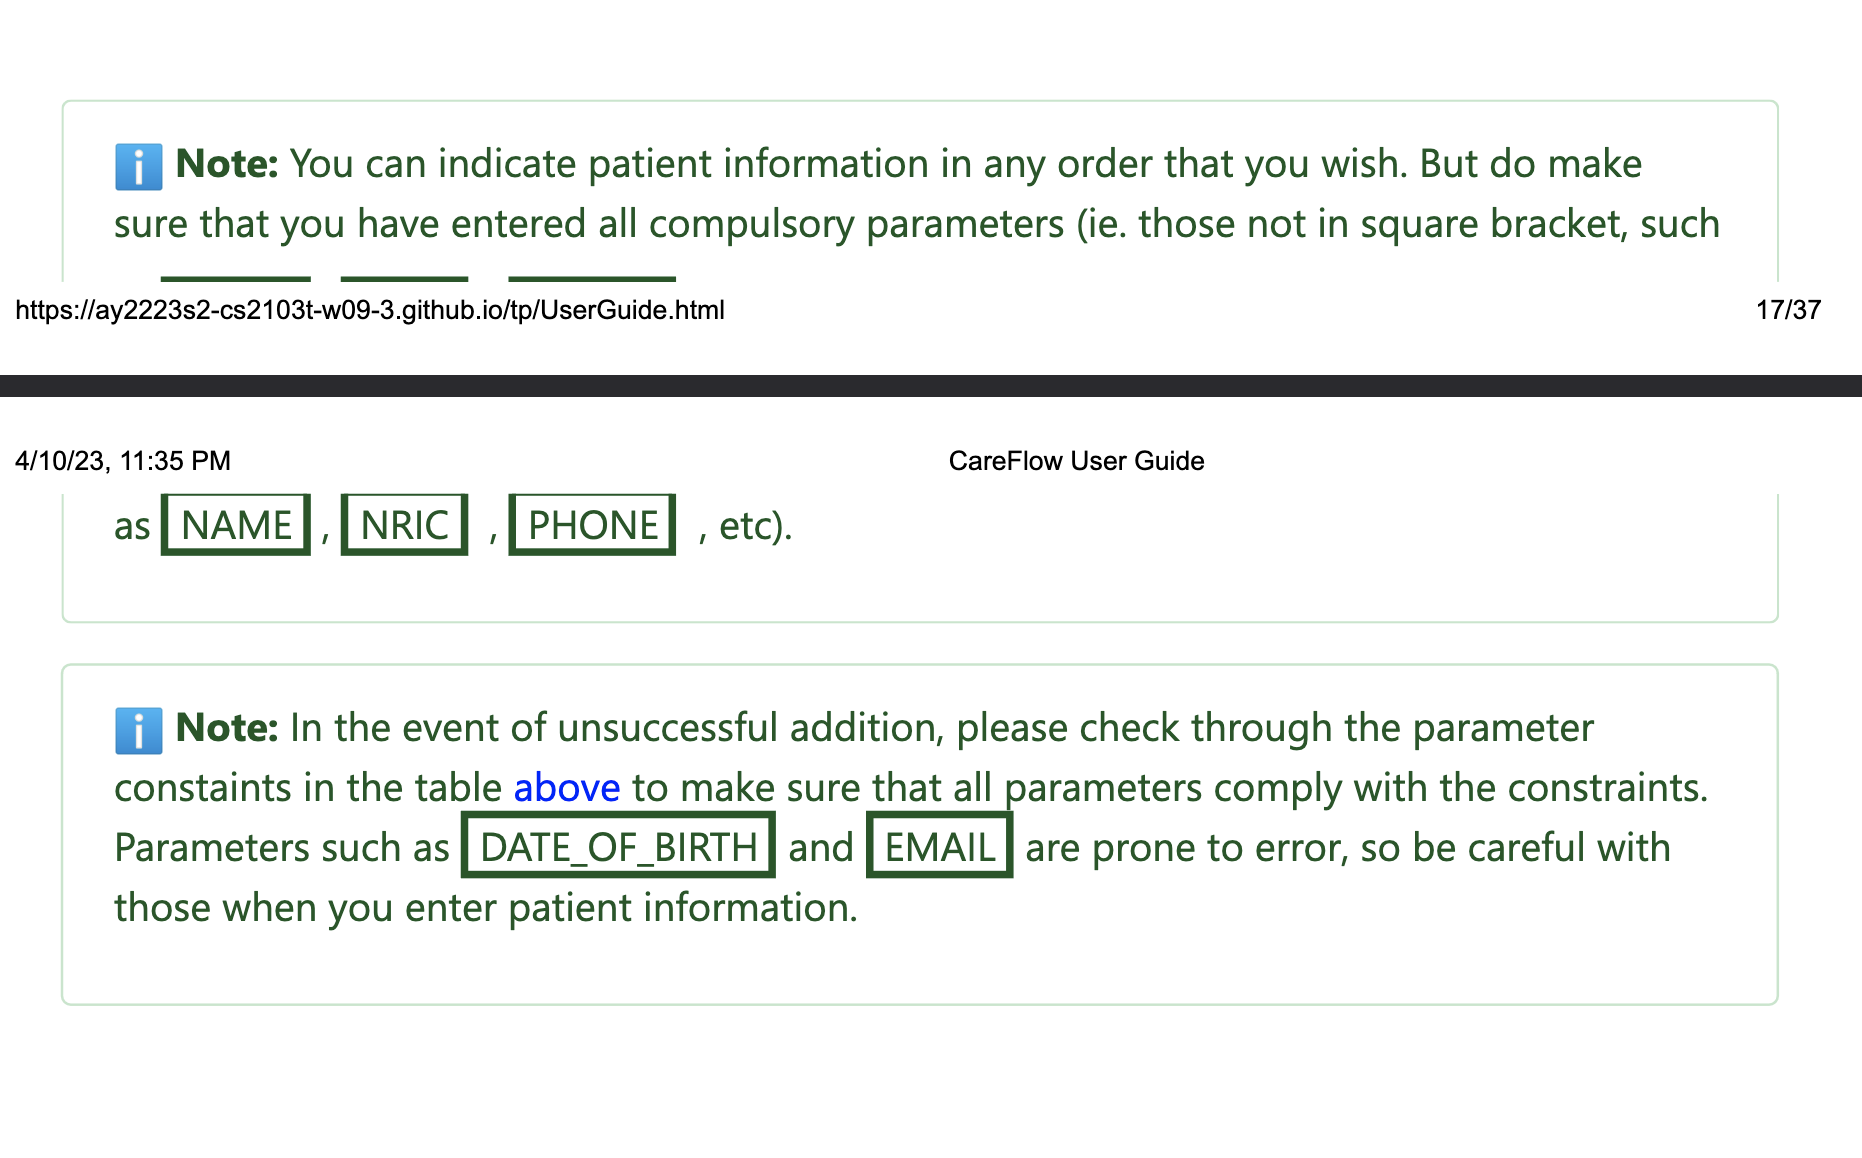 ℹ️ Note: You can indicate patient information in any order that you wish. But do make
sure that you have entered all compulsory parameters (ie. those not in square bracket, such
https://ay2223s2-cs2103t-w09-3.github.io/tp/UserGuide.html 17/37
4/10/23, 11:35 PM CareFlow User Guide
as NAME , NRIC , PHONE , etc).
ℹ️ Note: In the event of unsuccessful addition, please check through the parameter
constaints in the table above to make sure that all parameters comply with the constraints.
Parameters such as DATE_OF_BIRTH and EMAIL are prone to error, so be careful with
those when you enter patient information.